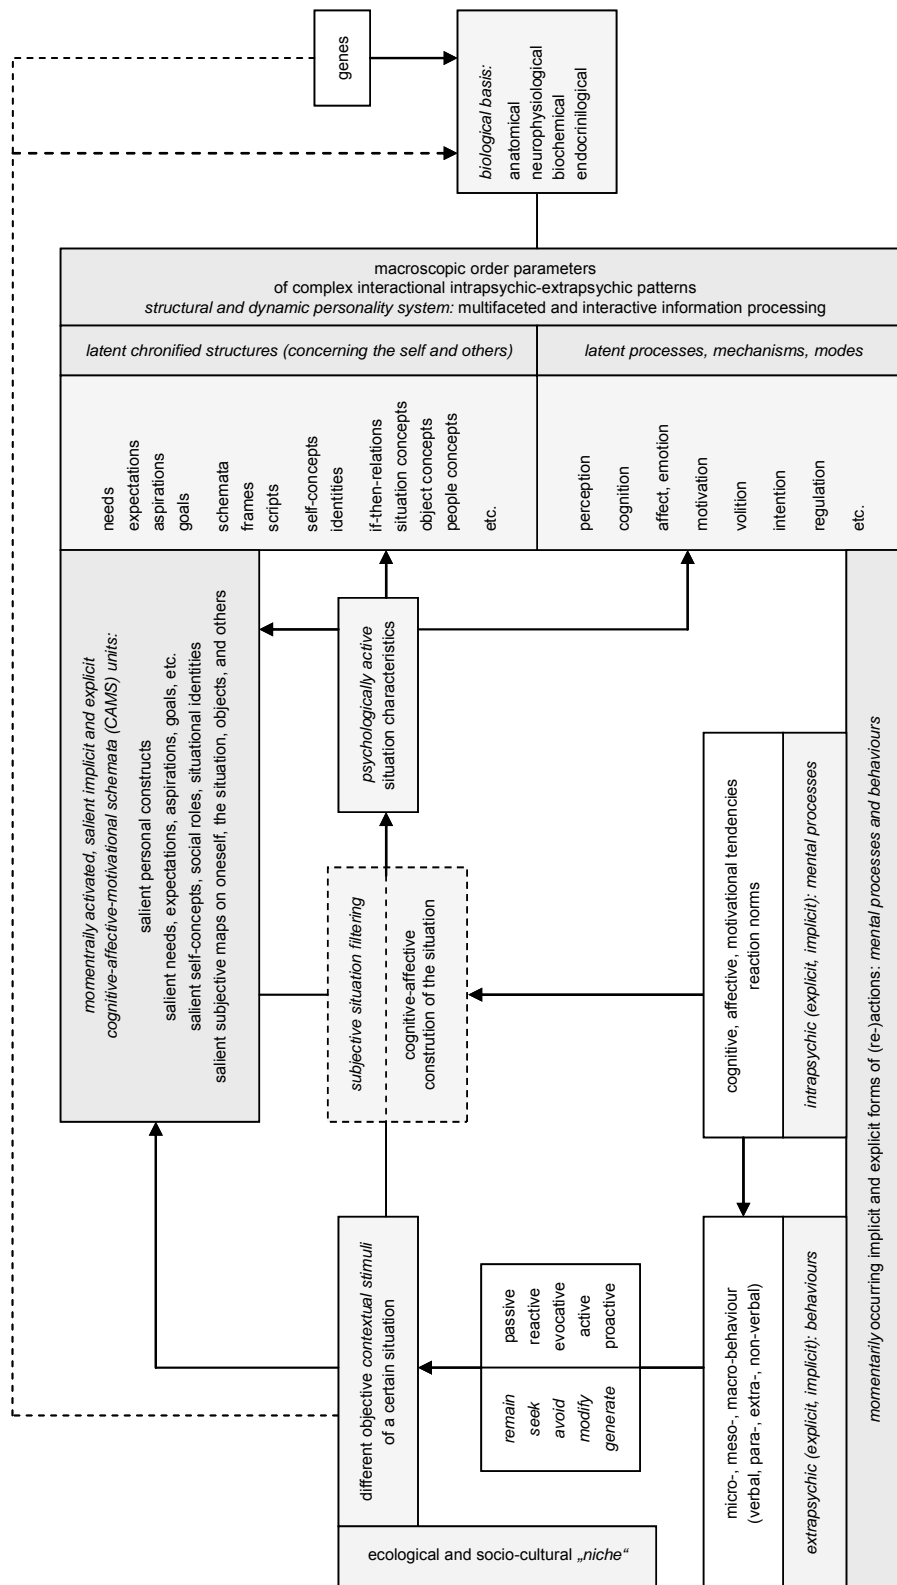 genes
biological basis:
anatomical
neurophysiological
biochemical
endocrinilogical
macroscopic order parameters
of complex interactional intrapsychic-extrapsychic patterns
structural and dynamic personality system: multifaceted and interactive information processing
latent chronified structures (concerning the self and others)
latent processes, mechanisms, modes
needs
expectations
aspirations
goals
schemata
frames
scripts
self-concepts
identities
if-then-relations
situation concepts
object concepts
people concepts
etc.
perception
cognition
affect, emotion
motivation
volition
intention
regulation
etc.
momentrally activated, salient implicit and explicit
cognitive-affective-motivational schemata (CAMS) units:
salient personal constructs
salient needs, expectations, aspirations, goals, etc.
salient self-concepts, social roles, situational identities
salient subjective maps on oneself, the situation, objects, and others
psychologically active
situation characteristics
subjective situation filtering
cognitive-affective
constrution of the situation
cognitive, affective, motivational tendencies
reaction norms
intrapsychic (explicit, implicit): mental processes
momentarily occurring implicit and explicit forms of (re-)actions: mental processes and behaviours
different objective contextual stimuli
of a certain situation
passive
reactive
evocative
active
proactive
remain
seek
avoid
modify
generate
micro-, meso-, macro-behaviour
(verbal, para-, extra-, non-verbal)
extrapsychic (explicit, implicit): behaviours
ecological and socio-cultural „niche“